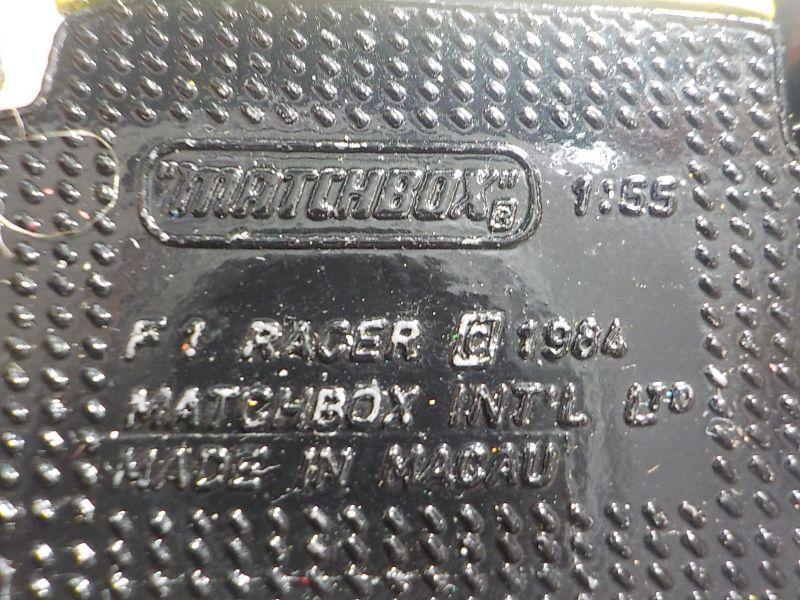 "MATCHBOX"® 1:55
F1 RACER © 1984
MATCHBOX INT'L LTD
MADE IN MACAU